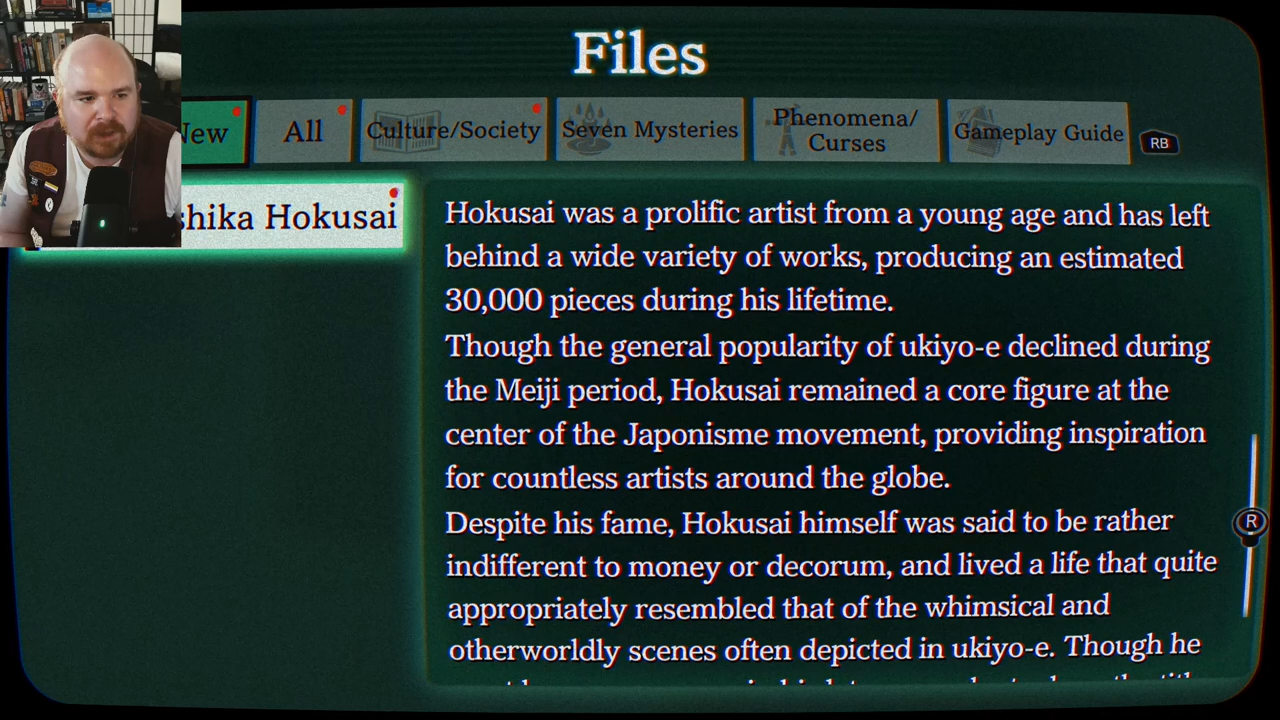 Files
New
All
Culture/Society
Seven Mysteries
Phenomena/
Curses
Gameplay Guide
RB
shika Hokusai
Hokusai was a prolific artist from a young age and has left
behind a wide variety of works, producing an estimated
30,000 pieces during his lifetime.
Though the general popularity of ukiyo-e declined during
the Meiji period, Hokusai remained a core figure at the
center of the Japonisme movement, providing inspiration
for countless artists around the globe.
Despite his fame, Hokusai himself was said to be rather
indifferent to money or decorum, and lived a life that quite
appropriately resembled that of the whimsical and
otherworldly scenes often depicted in ukiyo-e. Though he
R